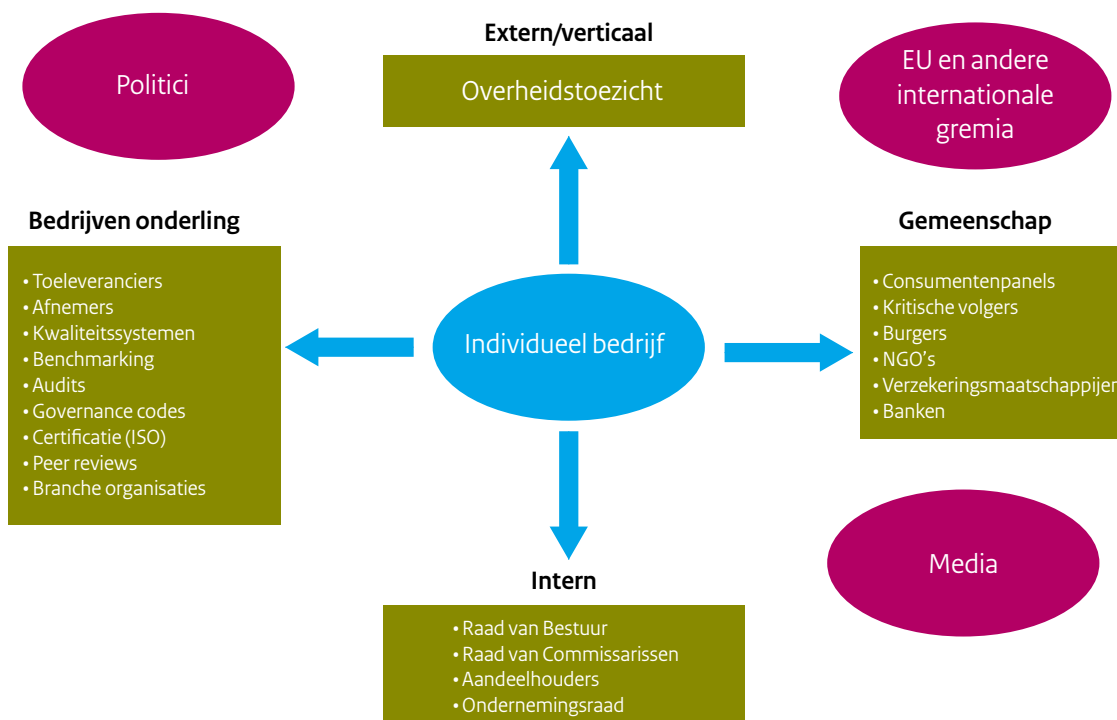 Politici
Extern/verticaal
Overheidstoezicht
EU en andere
internationale
gremia
Bedrijven onderling
• Toeleveranciers
• Afnemers
• Kwaliteitssystemen
• Benchmarking
• Audits
• Governance codes
• Certificatie (ISO)
• Peer reviews
• Branche organisaties
Individueel bedrijf
Gemeenschap
• Consumentenpanels
• Kritische volgers
• Burgers
• NGO's
• Verzekeringsmaatschappijen
• Banken
Media
Intern
• Raad van Bestuur
• Raad van Commissarissen
• Aandeelhouders
• Ondernemingsraad